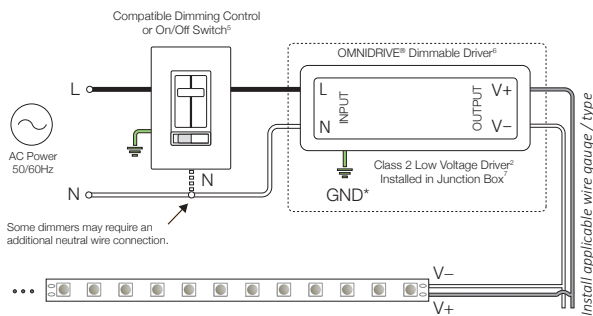 Compatible Dimming Control
or On/Off Switch⁵
OMNIDRIVE® Dimmable Driver⁶
L
L
INPUT
OUTPUT
V+
N
V–
AC Power
50/60Hz
N
Class 2 Low Voltage Driver²
Installed in Junction Box⁷
GND*
N
Some dimmers may require an
additional neutral wire connection.
Install applicable wire gauge / type
V–
V+